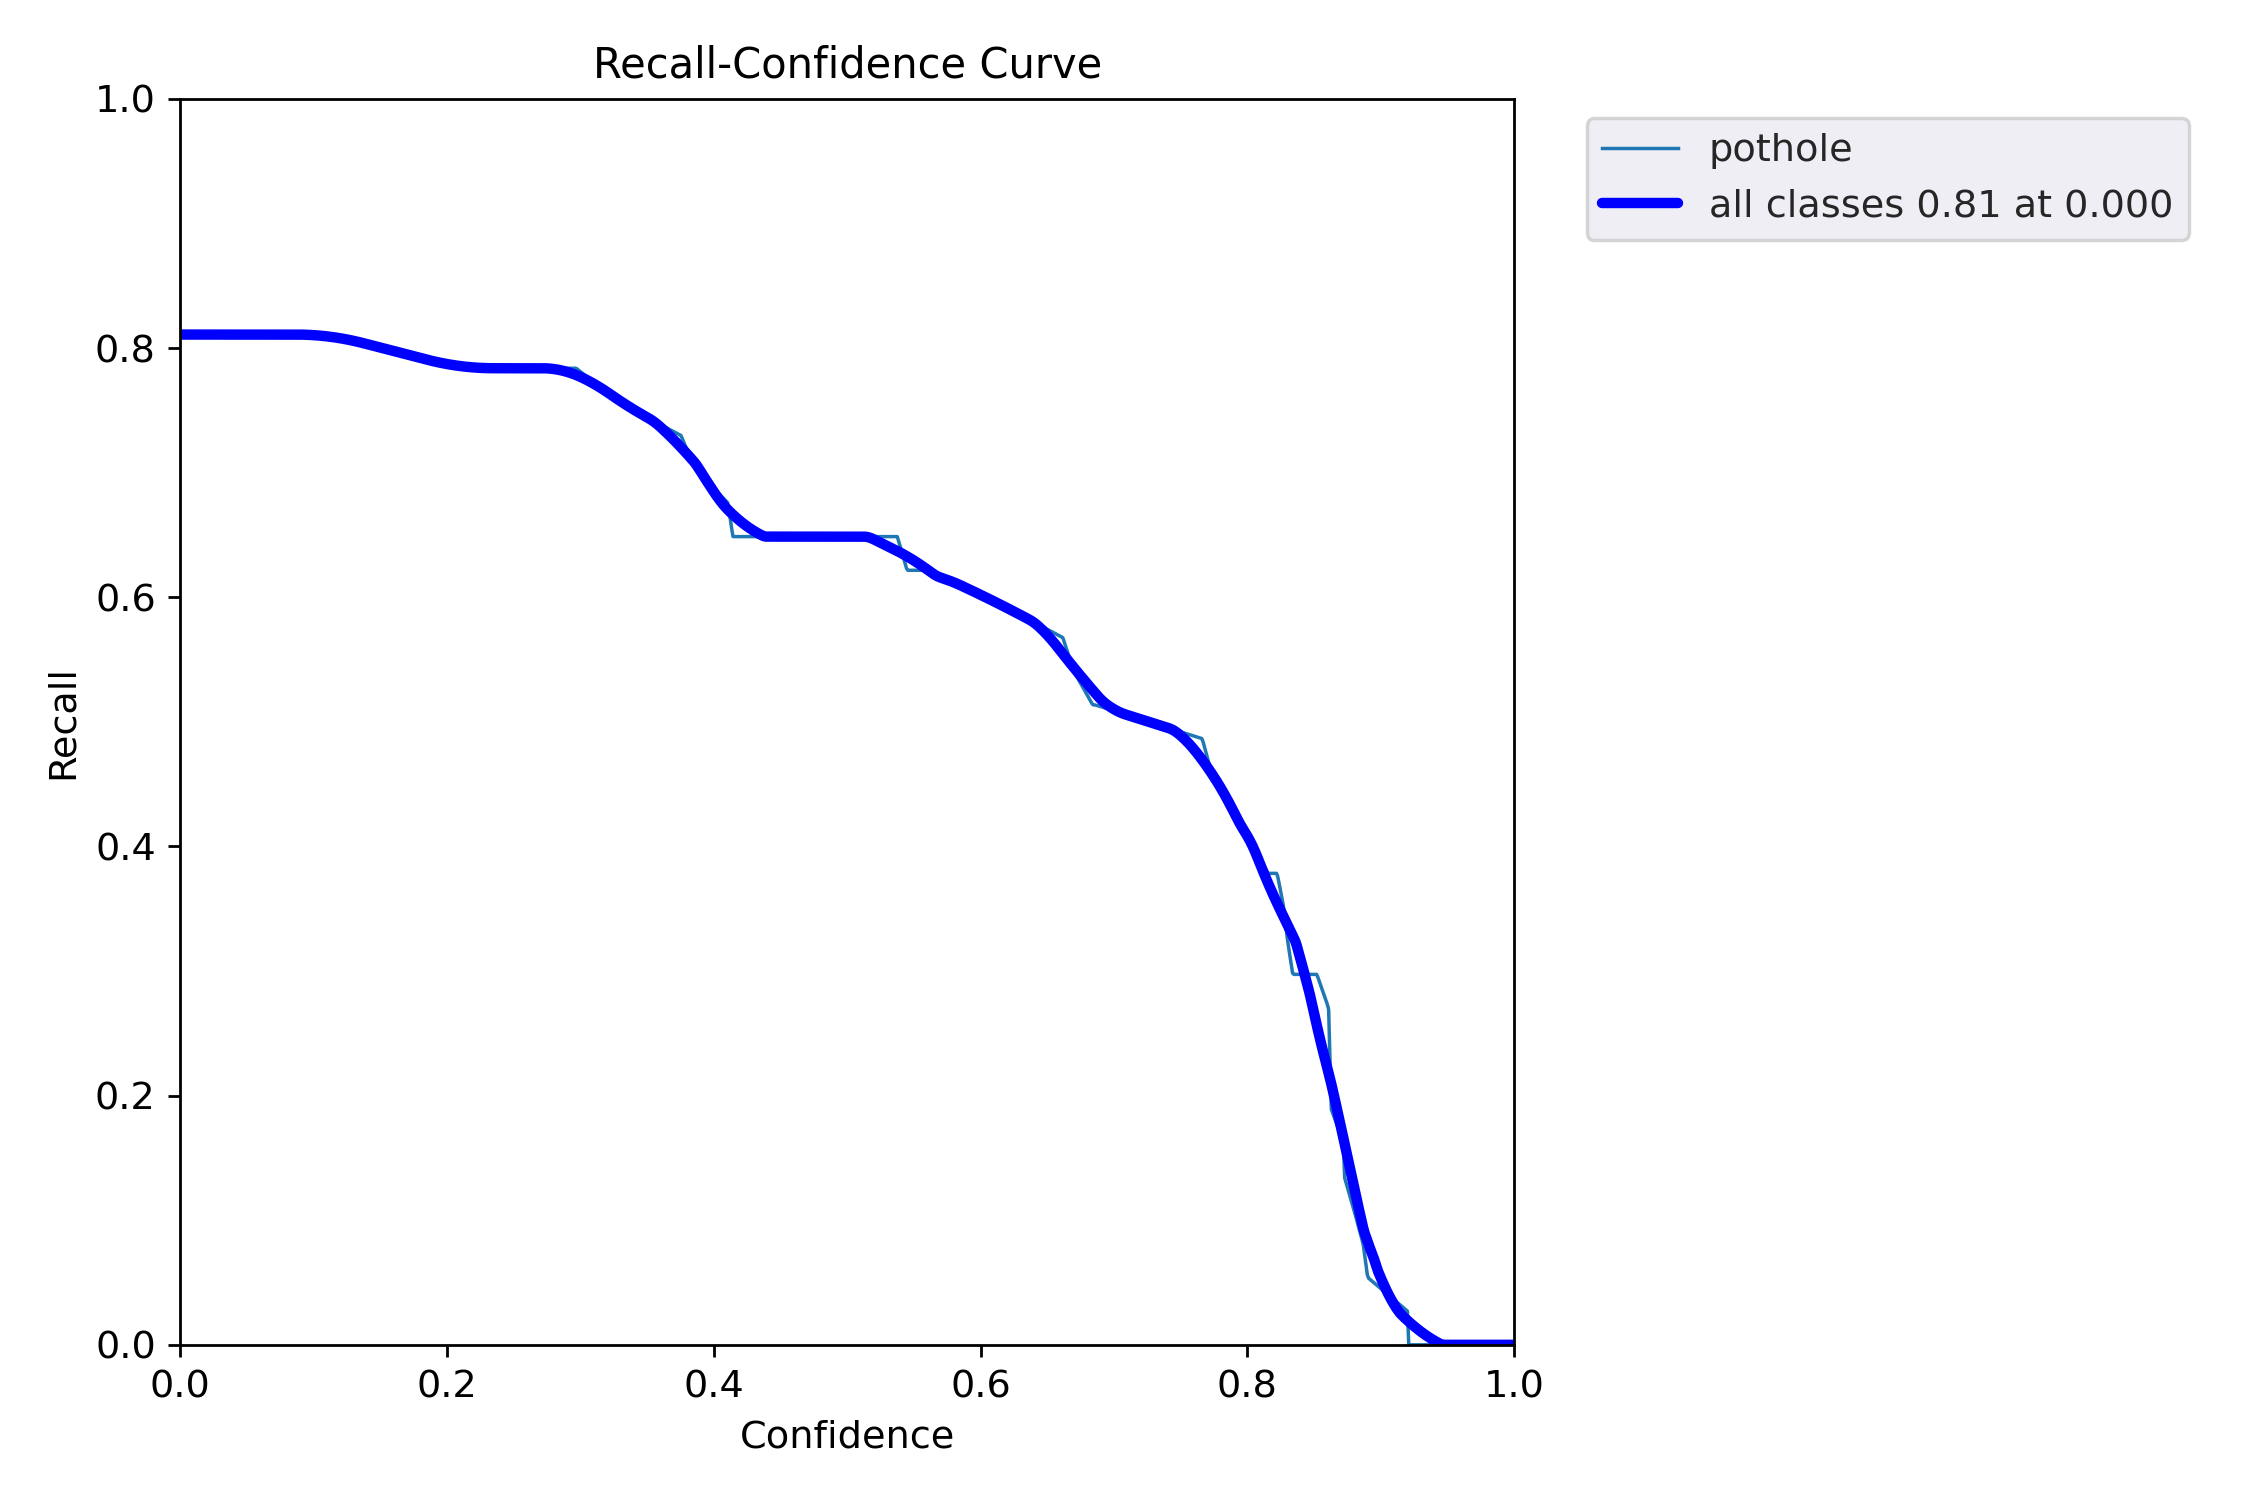 Recall-Confidence Curve
1.0
0.8
0.6
0.4
0.2
0.0
Recall
0.0 0.2 0.4 0.6 0.8 1.0
Confidence
pothole
all classes 0.81 at 0.000